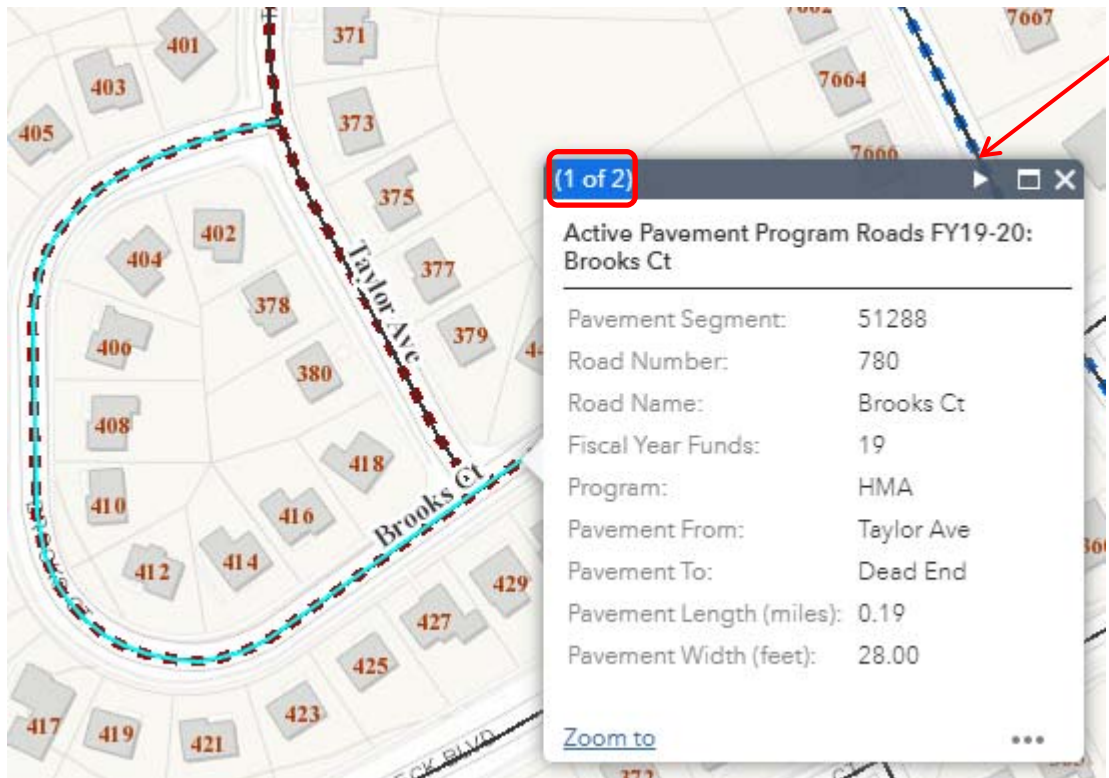 401
371
7662
7667
403
7664
405
373
7666
375
402
404
Taylor Ave
377
378
379
406
380
408
418
Brooks Ct
410
416
412
414
429
427
425
423
417
419
421
372
(1 of 2)
Active Pavement Program Roads FY19-20:
Brooks Ct
Pavement Segment: 51288
Road Number: 780
Road Name: Brooks Ct
Fiscal Year Funds: 19
Program: HMA
Pavement From: Taylor Ave
Pavement To: Dead End
Pavement Length (miles): 0.19
Pavement Width (feet): 28.00
Zoom to